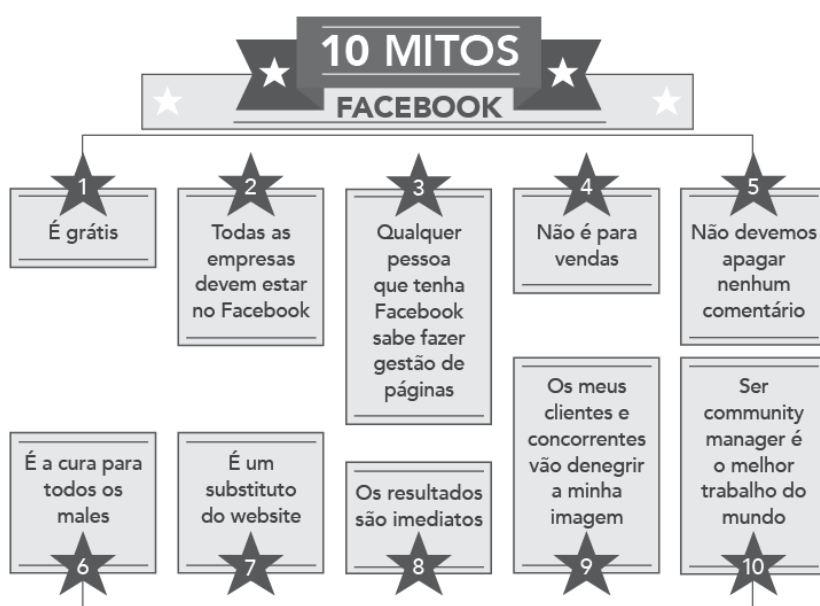 10 MITOS
FACEBOOK
1
É grátis
2
Todas as
empresas
devem estar
no Facebook
3
Qualquer
pessoa
que tenha
Facebook
sabe fazer
gestão de
páginas
4
Não é para
vendas
5
Não devemos
apagar
nenhum
comentário
É a cura para
todos os
males
6
É um
substituto
do website
7
Os resultados
são imediatos
8
Os meus
clientes e
concorrentes
vão denegrir
a minha
imagem
9
Ser
community
manager é
o melhor
trabalho do
mundo
10